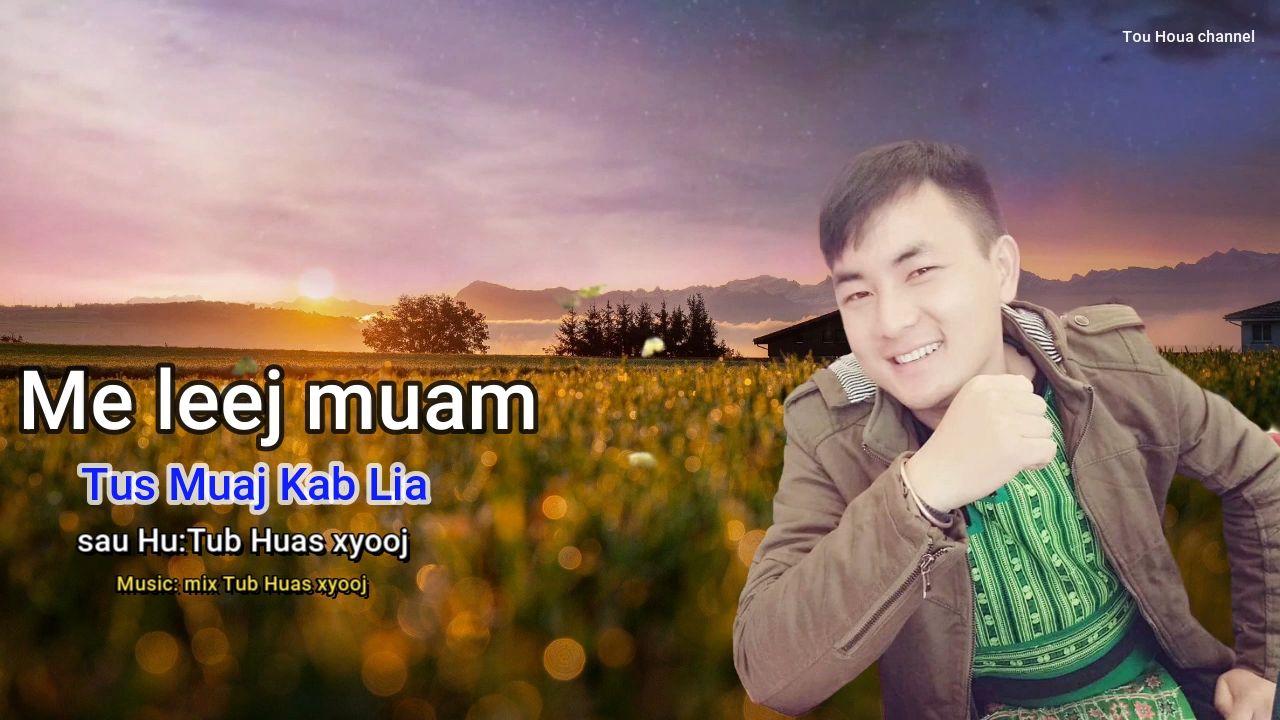 Tou Houa channel
Me leej muam
Tus Muaj Kab Lia
sau Hu:Tub Huas xyooj
Music: mix Tub Huas xyooj